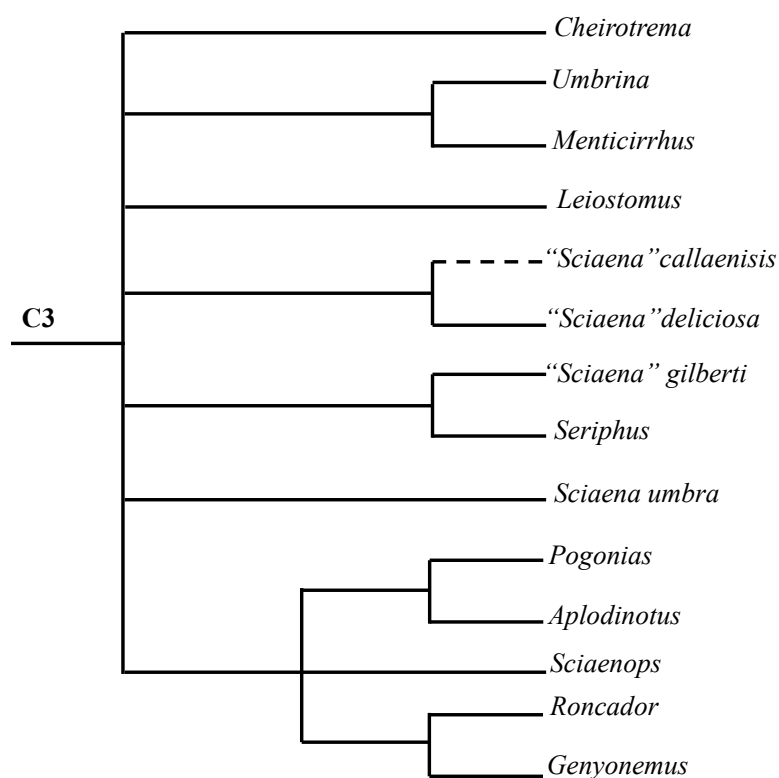 Cheirotrema
Umbrina
Menticirrhus
Leiostomus
“Sciaena”callaenisis
“Sciaena”deliciosa
C3
“Sciaena” gilberti
Seriphus
Sciaena umbra
Pogonias
Aplodinotus
Sciaenops
Roncador
Genyonemus